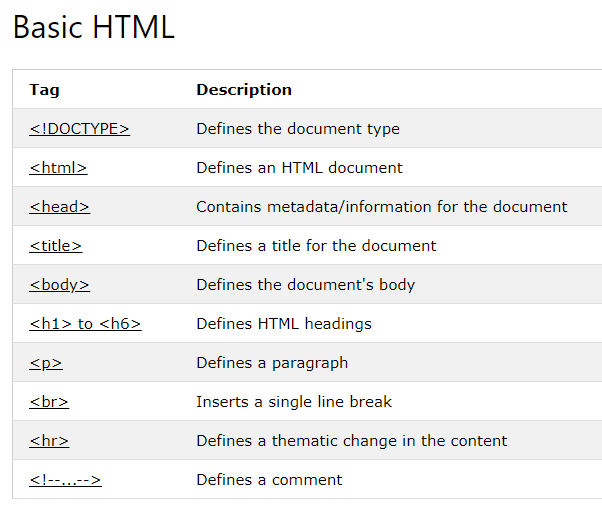 Basic HTML
Tag Description
<!DOCTYPE> Defines the document type
<html> Defines an HTML document
<head> Contains metadata/information for the document
<title> Defines a title for the document
<body> Defines the document's body
<h1> to <h6> Defines HTML headings
<p> Defines a paragraph
<br> Inserts a single line break
<hr> Defines a thematic change in the content
<!--...--> Defines a comment